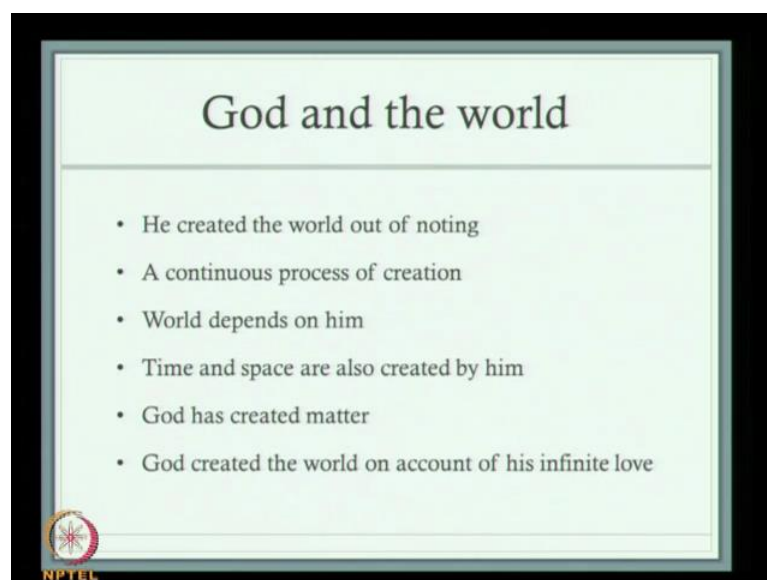 God and the world
• He created the world out of noting
• A continuous process of creation
• World depends on him
• Time and space are also created by him
• God has created matter
• God created the world on account of his infinite love
NPTEL